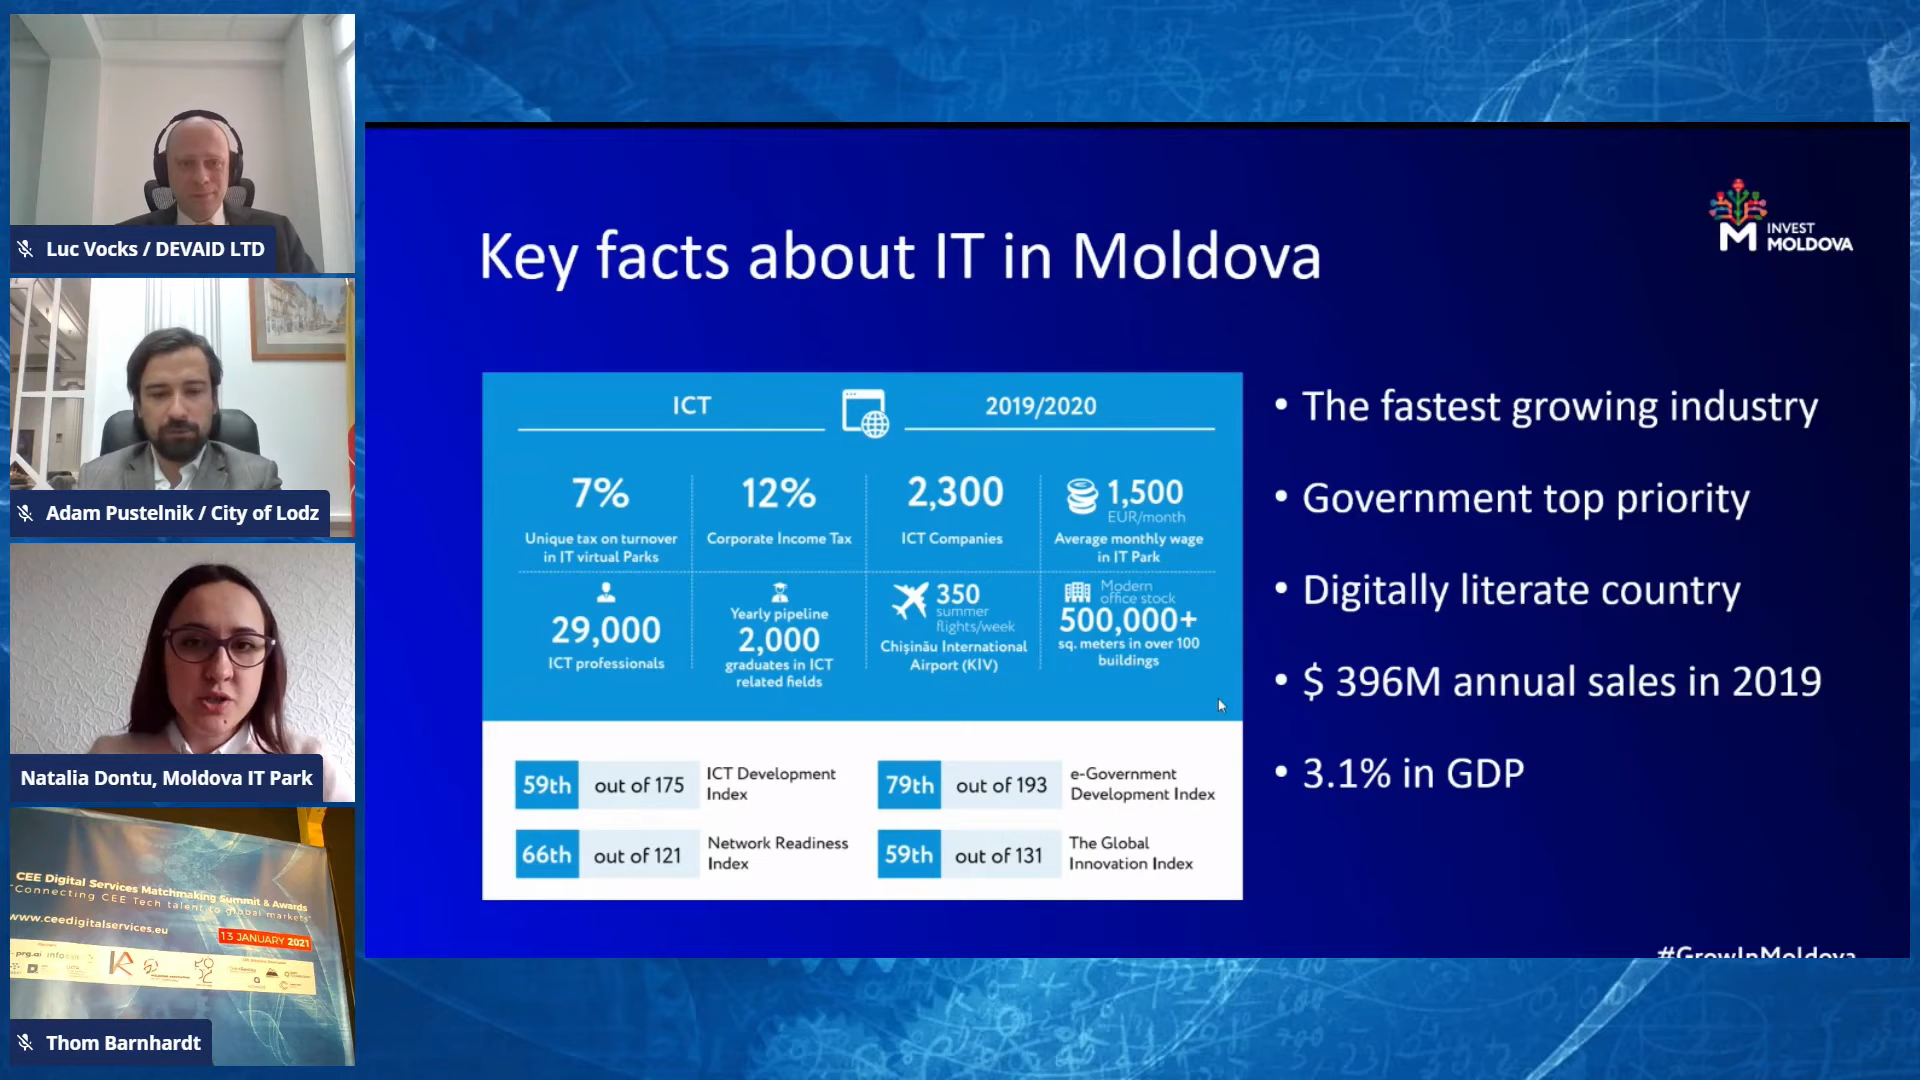 Luc Vocks / DEVAID LTD
Adam Pustelnik / City of Lodz
Natalia Dontu, Moldova IT Park
CEE Digital Services Matchmaking Summit & Awards
"Connecting CEE Tech talent to global markets"
www.ceedigitalservices.eu
13 JANUARY 2021
prg.ai
Thom Barnhardt
Key facts about IT in Moldova
INVEST
MOLDOVA
ICT
2019/2020
7%
Unique tax on turnover
in IT virtual Parks
12%
Corporate Income Tax
2,300
ICT Companies
1,500
EUR/month
Average monthly wage
in IT Park
29,000
ICT professionals
Yearly pipeline
2,000
graduates in ICT
related fields
350
summer
flights/week
Chișinău International
Airport (KIV)
Modern
office stock
500,000+
sq. meters in over 100
buildings
59th out of 175 ICT Development
Index
79th out of 193 e-Government
Development Index
66th out of 121 Network Readiness
Index
59th out of 131 The Global
Innovation Index
• The fastest growing industry
• Government top priority
• Digitally literate country
• $ 396M annual sales in 2019
• 3.1% in GDP
#GrowInMoldova